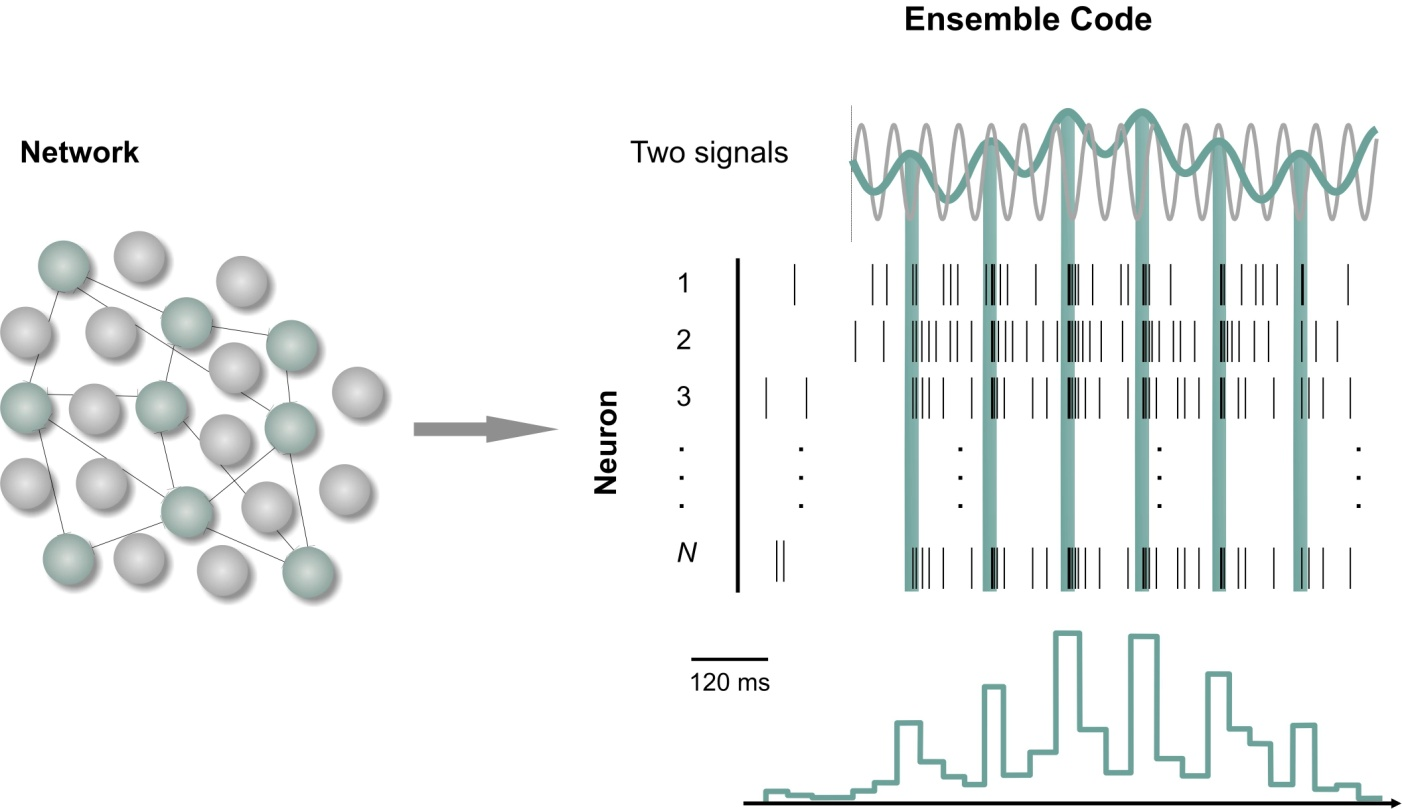 Ensemble Code
Network
Two signals
1
2
3
Neuron
N
120 ms